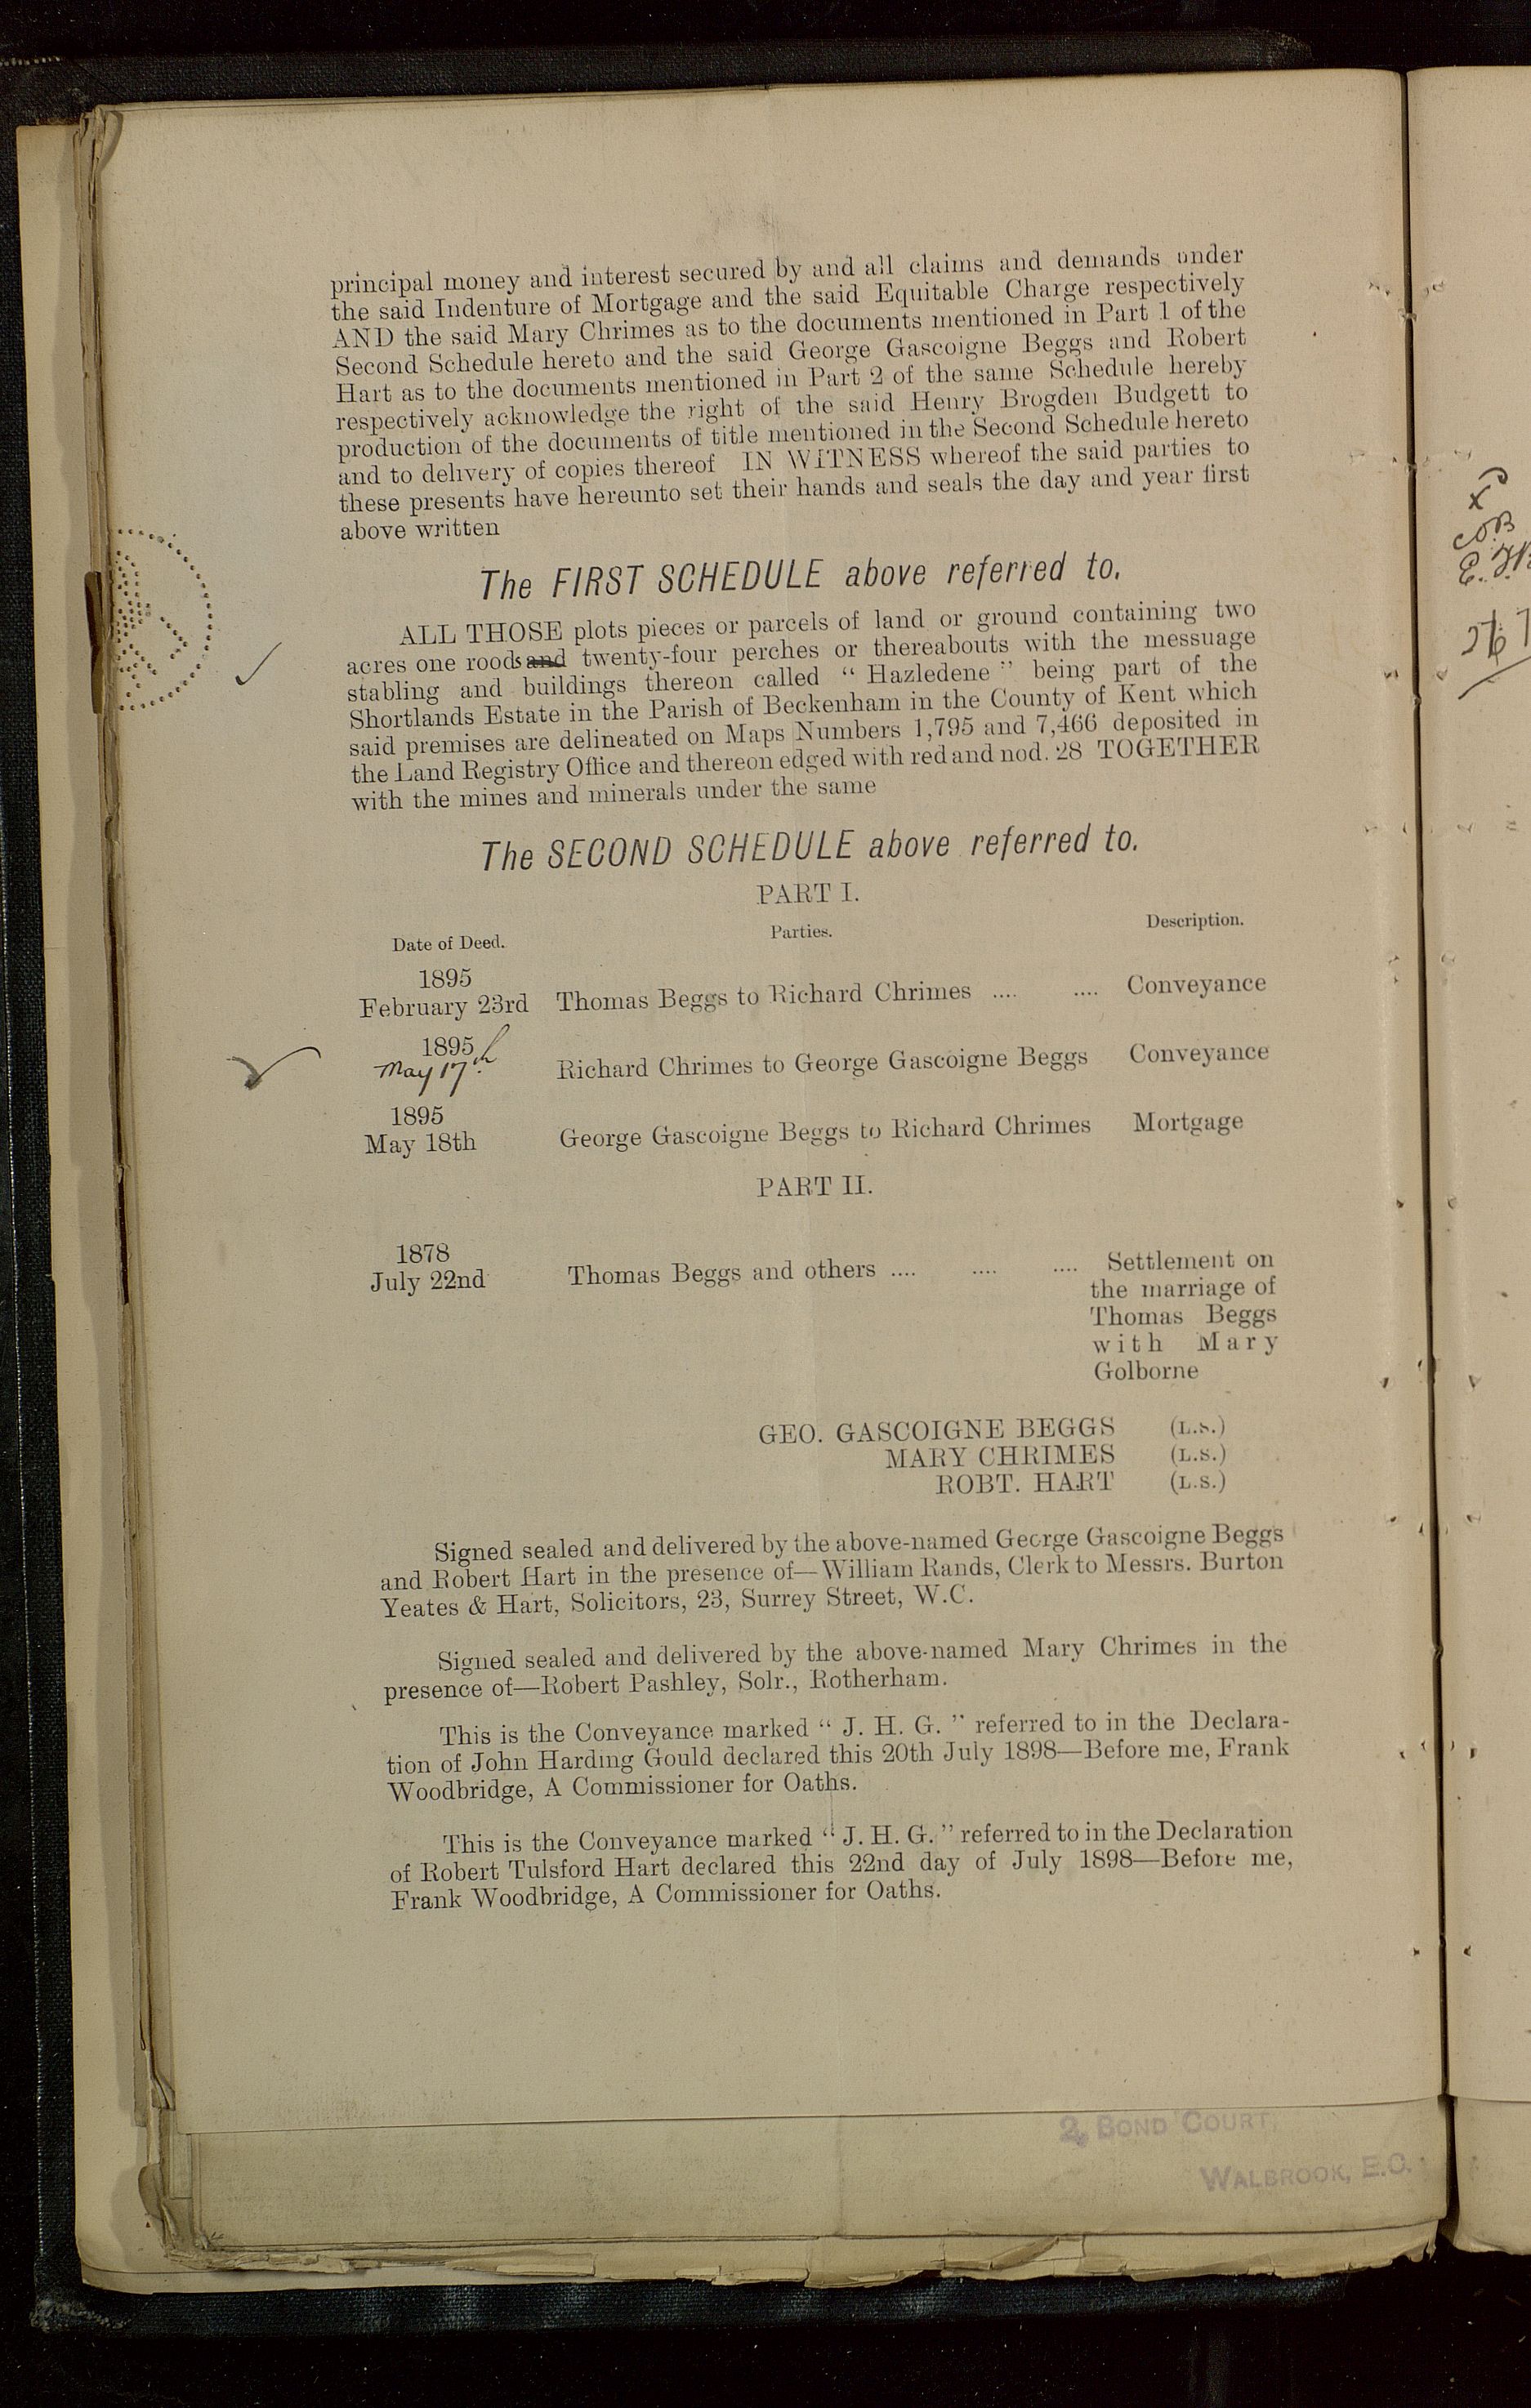 principal money and interest secured by and all claims and demands under
the said Indenture of Mortgage and the said Equitable Charge respectively
AND the said Mary Chrimes as to the documents mentioned in Part 1 of the
Second Schedule hereto and the said George Gascoigne Beggs and Robert
Hart as to the documents mentioned in Part 2 of the same Schedule hereby
respectively acknowledge the right of the said Henry Brogden Budgett to
production of the documents of title mentioned in the Second Schedule hereto
and to delivery of copies thereof IN WITNESS whereof the said parties to
these presents have hereunto set their hands and seals the day and year first
above written
The FIRST SCHEDULE above referred to.
ALL THOSE plots pieces or parcels of land or ground containing two
acres one roods and twenty-four perches or thereabouts with the messuage
stabling and buildings thereon called " Hazledene " being part of the
Shortlands Estate in the Parish of Beckenham in the County of Kent which
said premises are delineated on Maps Numbers 1,795 and 7,466 deposited in
the Land Registry Office and thereon edged with red and nod. 28 TOGETHER
with the mines and minerals under the same
The SECOND SCHEDULE above referred to.
PART I.
Date of Deed. Parties. Description.
1895
February 23rd Thomas Beggs to Richard Chrimes .... .... Conveyance
1895
May 17th Richard Chrimes to George Gascoigne Beggs Conveyance
1895
May 18th George Gascoigne Beggs to Richard Chrimes Mortgage
PART II.
1878
July 22nd Thomas Beggs and others .... .... .... Settlement on
the marriage of
Thomas Beggs
with Mary
Golborne
GEO. GASCOIGNE BEGGS (L.S.)
MARY CHRIMES (L.S.)
ROBT. HART (L.S.)
Signed sealed and delivered by the above-named George Gascoigne Beggs
and Robert Hart in the presence of—William Rands, Clerk to Messrs. Burton
Yeates & Hart, Solicitors, 23, Surrey Street, W.C.
Signed sealed and delivered by the above-named Mary Chrimes in the
presence of—Robert Pashley, Solr., Rotherham.
This is the Conveyance marked " J. H. G. " referred to in the Declara-
tion of John Harding Gould declared this 20th July 1898—Before me, Frank
Woodbridge, A Commissioner for Oaths.
This is the Conveyance marked " J. H. G. " referred to in the Declaration
of Robert Tulsford Hart declared this 22nd day of July 1898—Before me,
Frank Woodbridge, A Commissioner for Oaths.
2, BOND COURT,
WALBROOK, E.C.